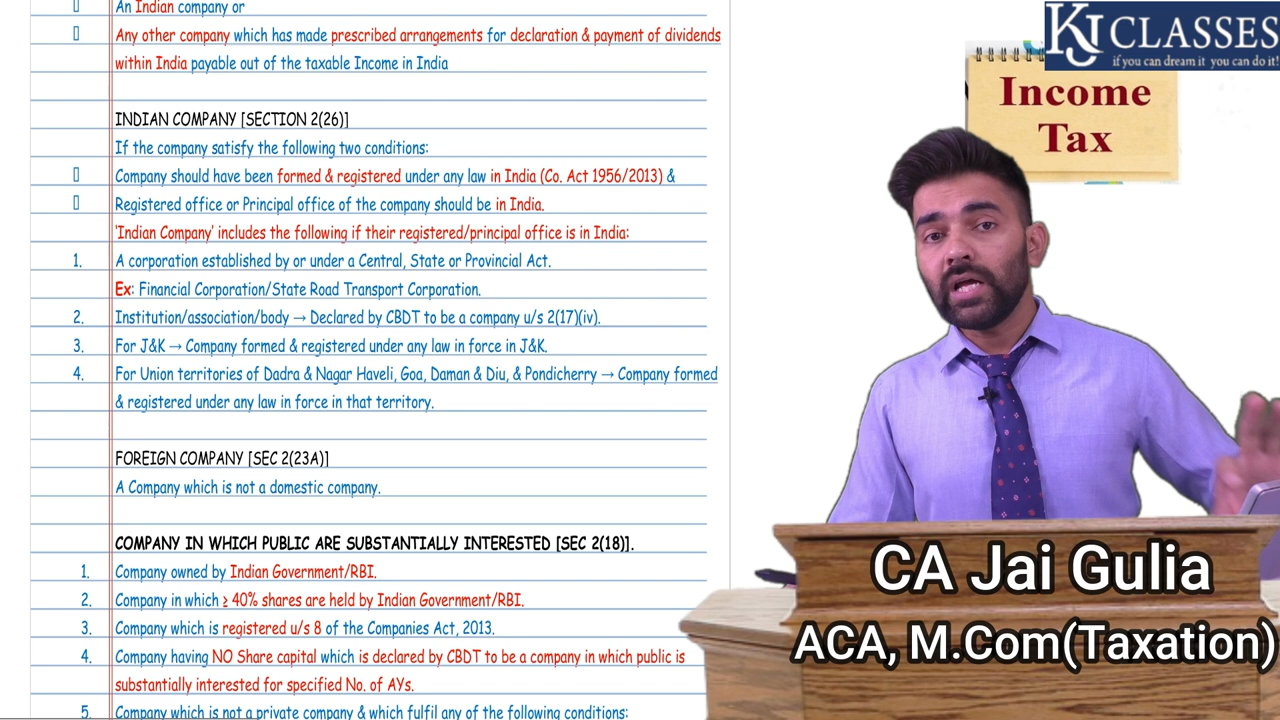 An Indian company or
Any other company which has made prescribed arrangements for declaration & payment of dividends
within India payable out of the taxable Income in India
INDIAN COMPANY [SECTION 2(26)]
If the company satisfy the following two conditions:
Company should have been formed & registered under any law in India (Co. Act 1956/2013) &
Registered office or Principal office of the company should be in India.
'Indian Company' includes the following if their registered/principal office is in India:
1. A corporation established by or under a Central, State or Provincial Act.
Ex: Financial Corporation/State Road Transport Corporation.
2. Institution/association/body → Declared by CBDT to be a company u/s 2(17)(iv).
3. For J&K → Company formed & registered under any law in force in J&K.
4. For Union territories of Dadra & Nagar Haveli, Goa, Daman & Diu, & Pondicherry → Company formed
& registered under any law in force in that territory.
FOREIGN COMPANY [SEC 2(23A)]
A Company which is not a domestic company.
COMPANY IN WHICH PUBLIC ARE SUBSTANTIALLY INTERESTED [SEC 2(18)].
1. Company owned by Indian Government/RBI.
2. Company in which ≥ 40% shares are held by Indian Government/RBI.
3. Company which is registered u/s 8 of the Companies Act, 2013.
4. Company having NO Share capital which is declared by CBDT to be a company in which public is
substantially interested for specified No. of AYs.
5. Company which is not a private company & which fulfil any of the following conditions:
KJ CLASSES
if you can dream it you can do it!
Income
Tax
CA Jai Gulia
ACA, M.Com(Taxation)